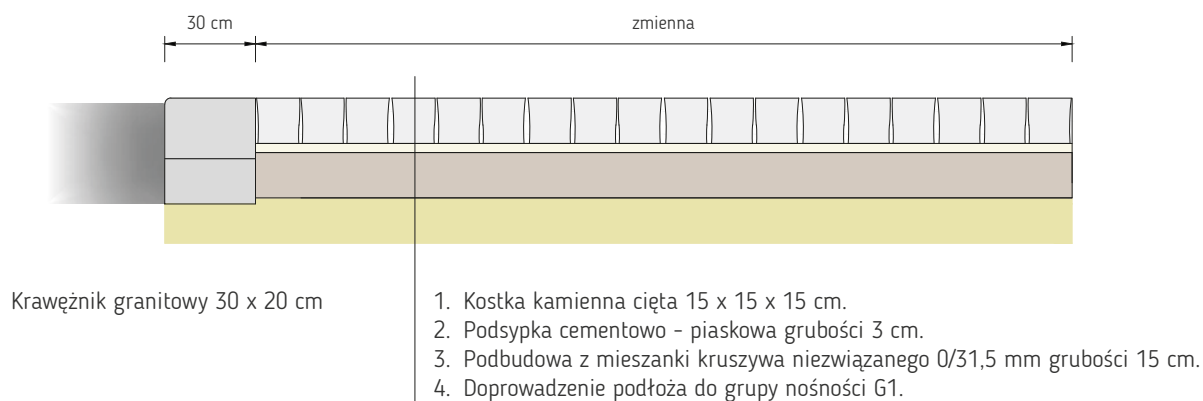 30 cm
zmienna
Krawężnik granitowy 30 x 20 cm
1. Kostka kamienna cięta 15 x 15 x 15 cm.
2. Podsypka cementowo - piaskowa grubości 3 cm.
3. Podbudowa z mieszanki kruszywa niezwiązanego 0/31,5 mm grubości 15 cm.
4. Doprowadzenie podłoża do grupy nośności G1.